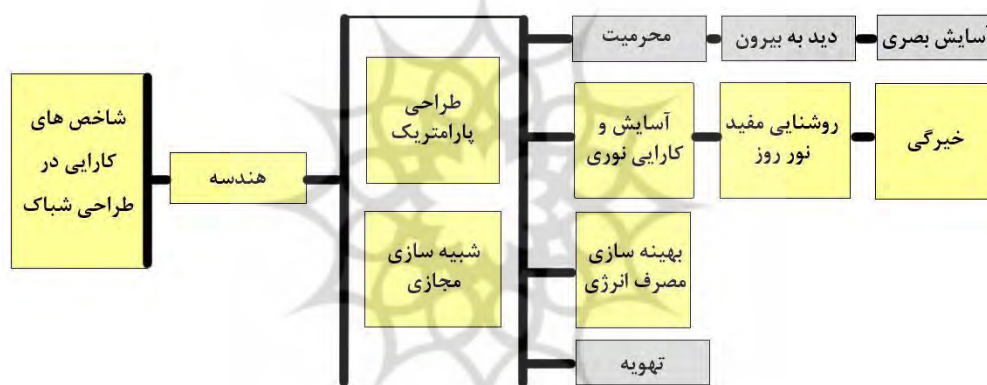 شاخص های
کارایی در
طراحی شباک
هندسه
طراحی
پارامتریک
شبیه سازی
مجازی
محرمیت
دید به بیرون
آسایش بصری
آسایش و
کارایی نوری
روشنایی مفید
نور روز
خیرگی
بهینه سازی
مصرف انرژی
تهویه